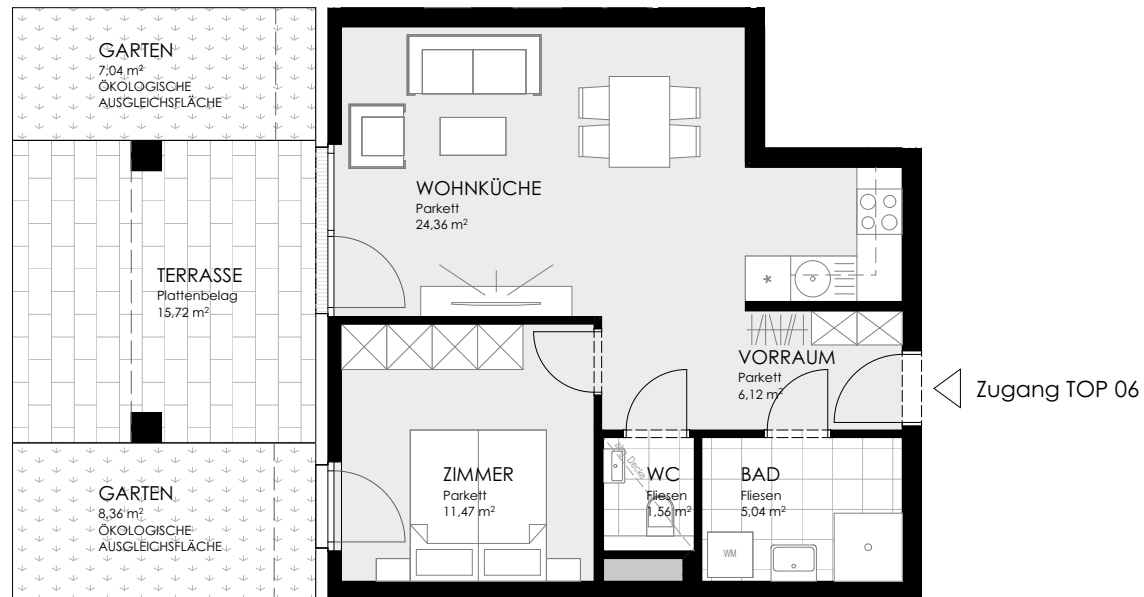 GARTEN
7,04 m²
ÖKOLOGISCHE
AUSGLEICHSFLÄCHE
WOHNKÜCHE
Parkett
24,36 m²
TERRASSE
Plattenbelag
15,72 m²
*
VORRAUM
Parkett
6,12 m²
Zugang TOP 06
GARTEN
8,36 m²
ÖKOLOGISCHE
AUSGLEICHSFLÄCHE
ZIMMER
Parkett
11,47 m²
abg. Decke
WC
Fliesen
1,56 m²
BAD
Fliesen
5,04 m²
WM